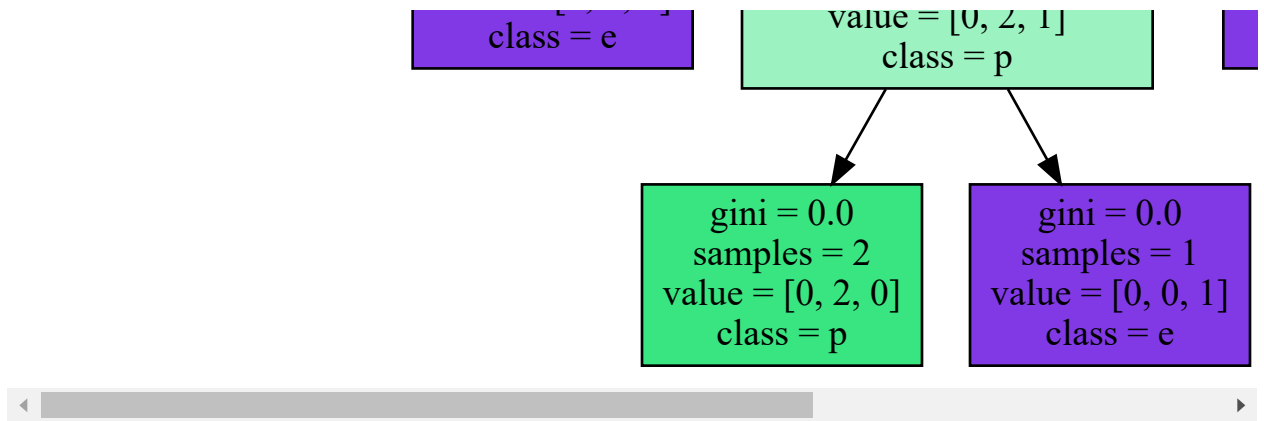 class = e
value = [0, 2, 1]
class = p
gini = 0.0
samples = 2
value = [0, 2, 0]
class = p
gini = 0.0
samples = 1
value = [0, 0, 1]
class = e